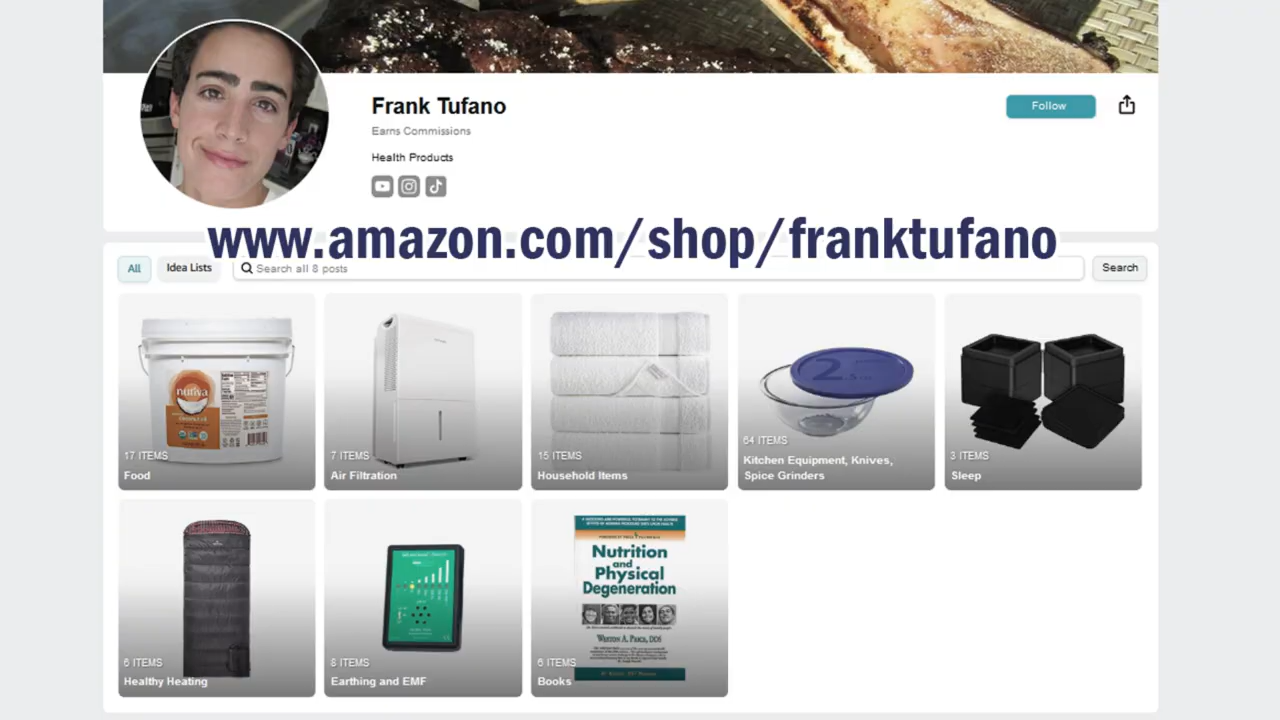 Frank Tufano
Follow
Earns Commissions
Health Products
www.amazon.com/shop/franktufano
All
Idea Lists
Search all 8 posts
Search
nutiva
17 ITEMS
Food
7 ITEMS
Air Filtration
15 ITEMS
Household Items
2
64 ITEMS
Kitchen Equipment, Knives,
Spice Grinders
3 ITEMS
Sleep
6 ITEMS
Healthy Heating
8 ITEMS
Earthing and EMF
Nutrition
and
Physical
Degeneration
Weston A. Price, DDS
6 ITEMS
Books